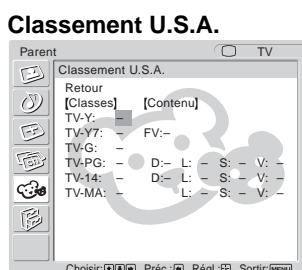 Classement U.S.A.
Parent TV
Classement U.S.A.
Retour
[Classes] [Contenu]
TV-Y: –
TV-Y7: – FV:–
TV-G: –
TV-PG: – D:– L: – S: – V: –
TV-14: – D:– L: – S: – V: –
TV-MA: – L: – S: – V: –
Choisir: Préc.: Régl.: Sortir:MENU